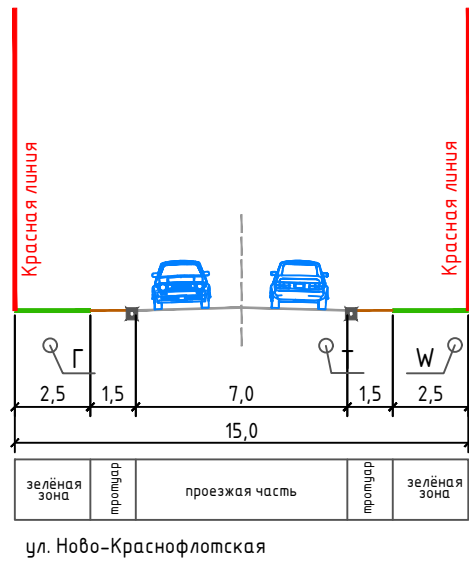 Красная линия
Красная линия
Г
Т
W
2,5
1,5
7,0
1,5
2,5
15,0
зелёная
зона
тротуар
проезжая часть
тротуар
зелёная
зона
ул. Ново-Краснофлотская